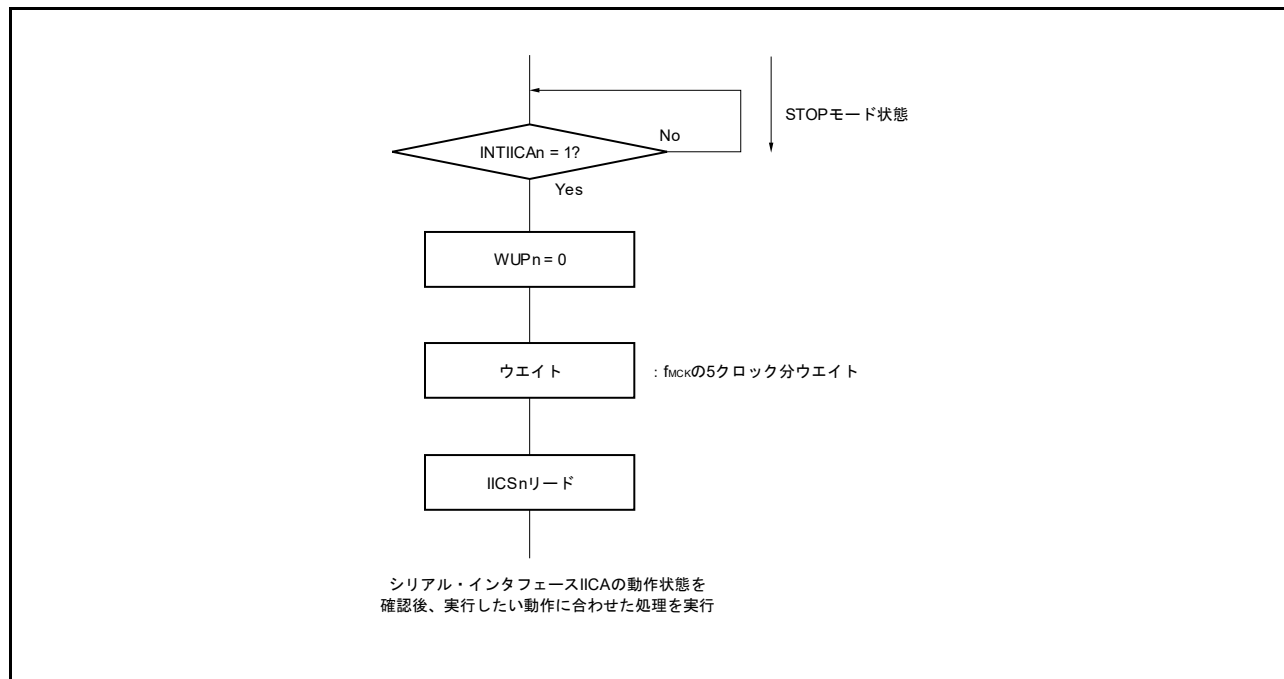 STOPモード状態
No
INTIICAn = 1?
Yes
WUPn = 0
ウエイト
: fMCKの5クロック分ウエイト
IICSnリード
シリアル・インタフェースIICAの動作状態を
確認後、実行したい動作に合わせた処理を実行